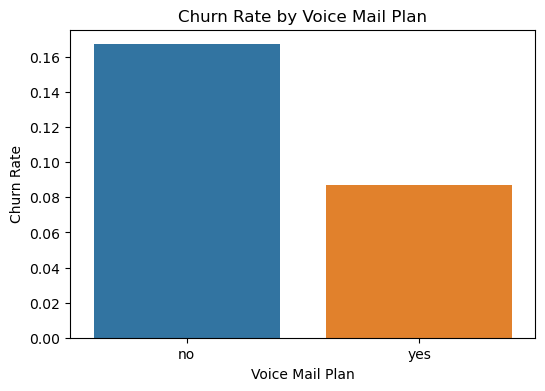 Churn Rate by Voice Mail Plan
0.16
0.14
0.12
0.10
0.08
0.06
0.04
0.02
0.00
Churn Rate
no yes
Voice Mail Plan